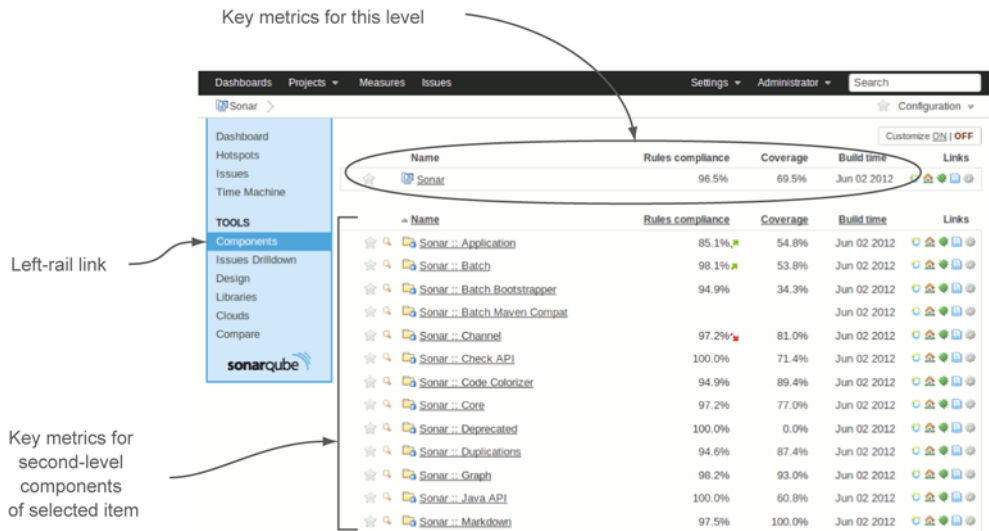 Key metrics for this level
Dashboards Projects Measures Issues Settings Administrator Search
Sonar Configuration
Customize ON | OFF
Dashboard
Hotspots
Issues
Time Machine
TOOLS
Components
Issues Drilldown
Design
Libraries
Clouds
Compare
sonarqube
Name Rules compliance Coverage Build time Links
Sonar 96.5% 69.5% Jun 02 2012
Name Rules compliance Coverage Build time Links
Sonar :: Application 85.1% 54.8% Jun 02 2012
Sonar :: Batch 98.1% 53.8% Jun 02 2012
Sonar :: Batch Bootstrapper 94.9% 34.3% Jun 02 2012
Sonar :: Batch Maven Compat Jun 02 2012
Sonar :: Channel 97.2% 81.0% Jun 02 2012
Sonar :: Check API 100.0% 71.4% Jun 02 2012
Sonar :: Code Colorizer 94.9% 89.4% Jun 02 2012
Sonar :: Core 97.2% 77.0% Jun 02 2012
Sonar :: Deprecated 100.0% 0.0% Jun 02 2012
Sonar :: Duplications 94.6% 87.4% Jun 02 2012
Sonar :: Graph 98.2% 93.0% Jun 02 2012
Sonar :: Java API 100.0% 60.8% Jun 02 2012
Sonar :: Markdown 97.5% 100.0% Jun 02 2012
Left-rail link
Key metrics for
second-level
components
of selected item